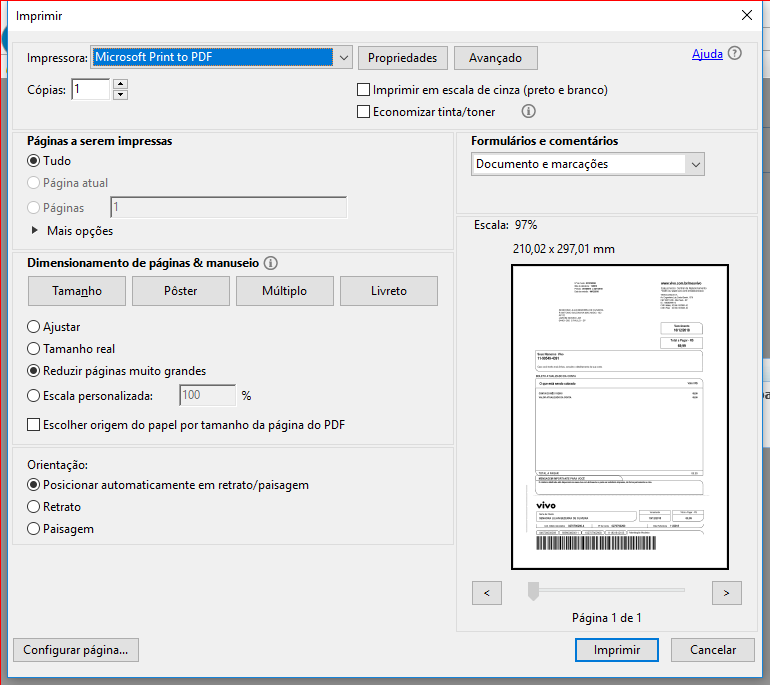 Imprimir
Impressora: Microsoft Print to PDF Propriedades Avançado Ajuda
Cópias: 1 Imprimir em escala de cinza (preto e branco)
Economizar tinta/toner
Páginas a serem impressas
Tudo
Página atual
Páginas 1
Mais opções
Formulários e comentários
Documento e marcações
Dimensionamento de páginas & manuseio
Tamanho Pôster Múltiplo Livreto
Ajustar
Tamanho real
Reduzir páginas muito grandes
Escala personalizada: 100 %
Escolher origem do papel por tamanho da página do PDF
Orientação:
Posicionar automaticamente em retrato/paisagem
Retrato
Paisagem
Escala: 97%
210,02 x 297,01 mm
vivo
< >
Página 1 de 1
Configurar página... Imprimir Cancelar